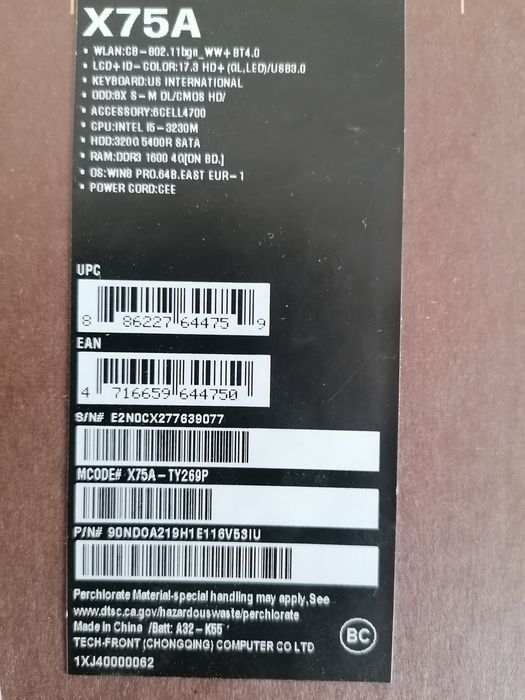 X75A
• WLAN:CB-802.11bgn_WW+BT4.0
• LCD+ID-COLOR:17.3 HD+(GL,LED)/USB3.0
• KEYBOARD:US INTERNATIONAL
• ODD:8X S-M DL/CMOS HD/
• ACCESSORY:6CELL4700
• CPU:INTEL I5-3230M
• HDD:320G 5400R SATA
• RAM:DDR3 1600 4G[ON BD.]
• OS:WIN8 PRO.64B.EAST EUR-1
• POWER CORD:CEE
UPC
8 86227 64475 9
EAN
4 716659 644750
S/N# E2N0CX277639077
MCODE# X75A-TY269P
P/N# 90NDOA219H1E116V53IU
Perchlorate Material-special handling may apply,See
www.dtsc.ca.gov/hazardouswaste/perchlorate
Made in China /Batt: A32-K55
TECH-FRONT (CHONGQING) COMPUTER CO LTD
BC
1XJ40000062